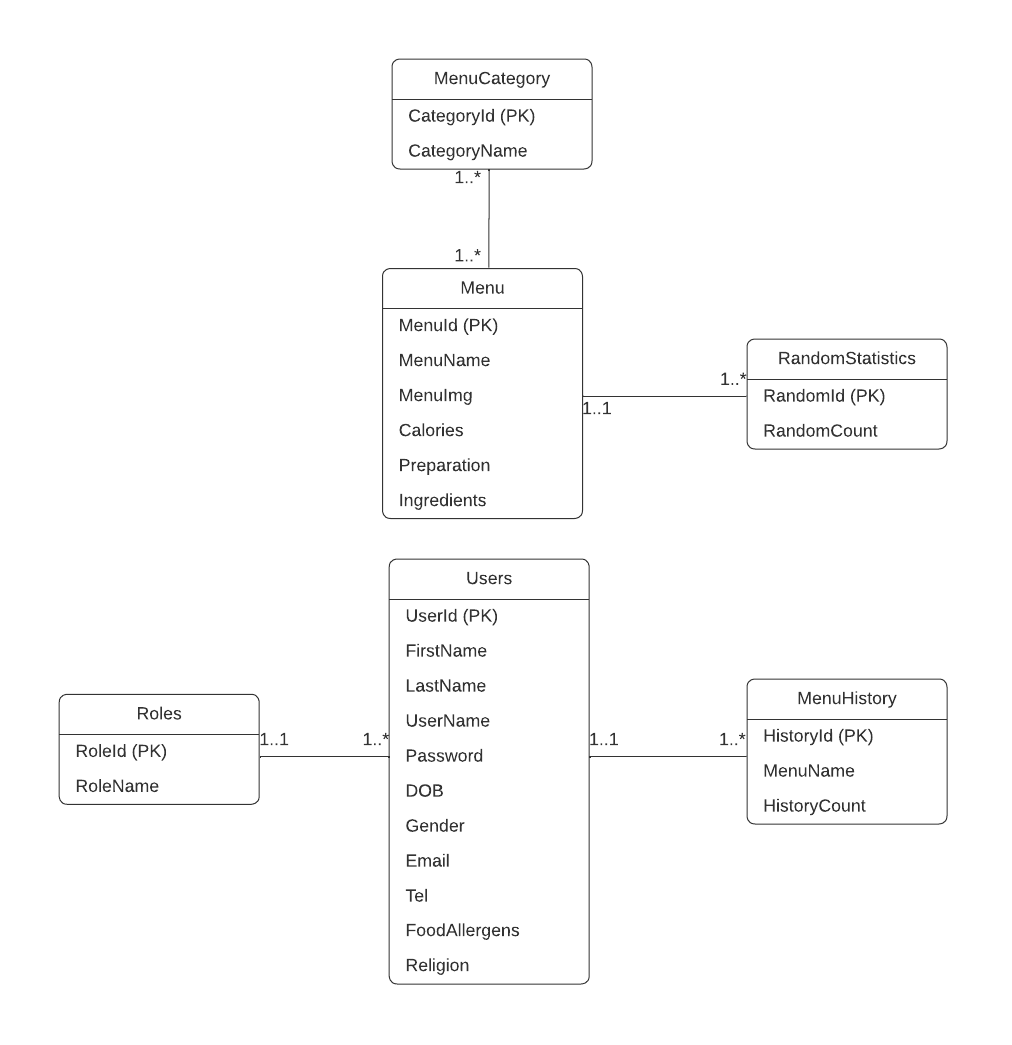 MenuCategory
CategoryId (PK)
CategoryName
1..*
1..*
Menu
MenuId (PK)
MenuName
MenuImg
Calories
Preparation
Ingredients
1..1
1..*
RandomStatistics
RandomId (PK)
RandomCount
Users
UserId (PK)
FirstName
LastName
UserName
Password
DOB
Gender
Email
Tel
FoodAllergens
Religion
Roles
RoleId (PK)
RoleName
1..1
1..*
1..1
1..*
MenuHistory
HistoryId (PK)
MenuName
HistoryCount